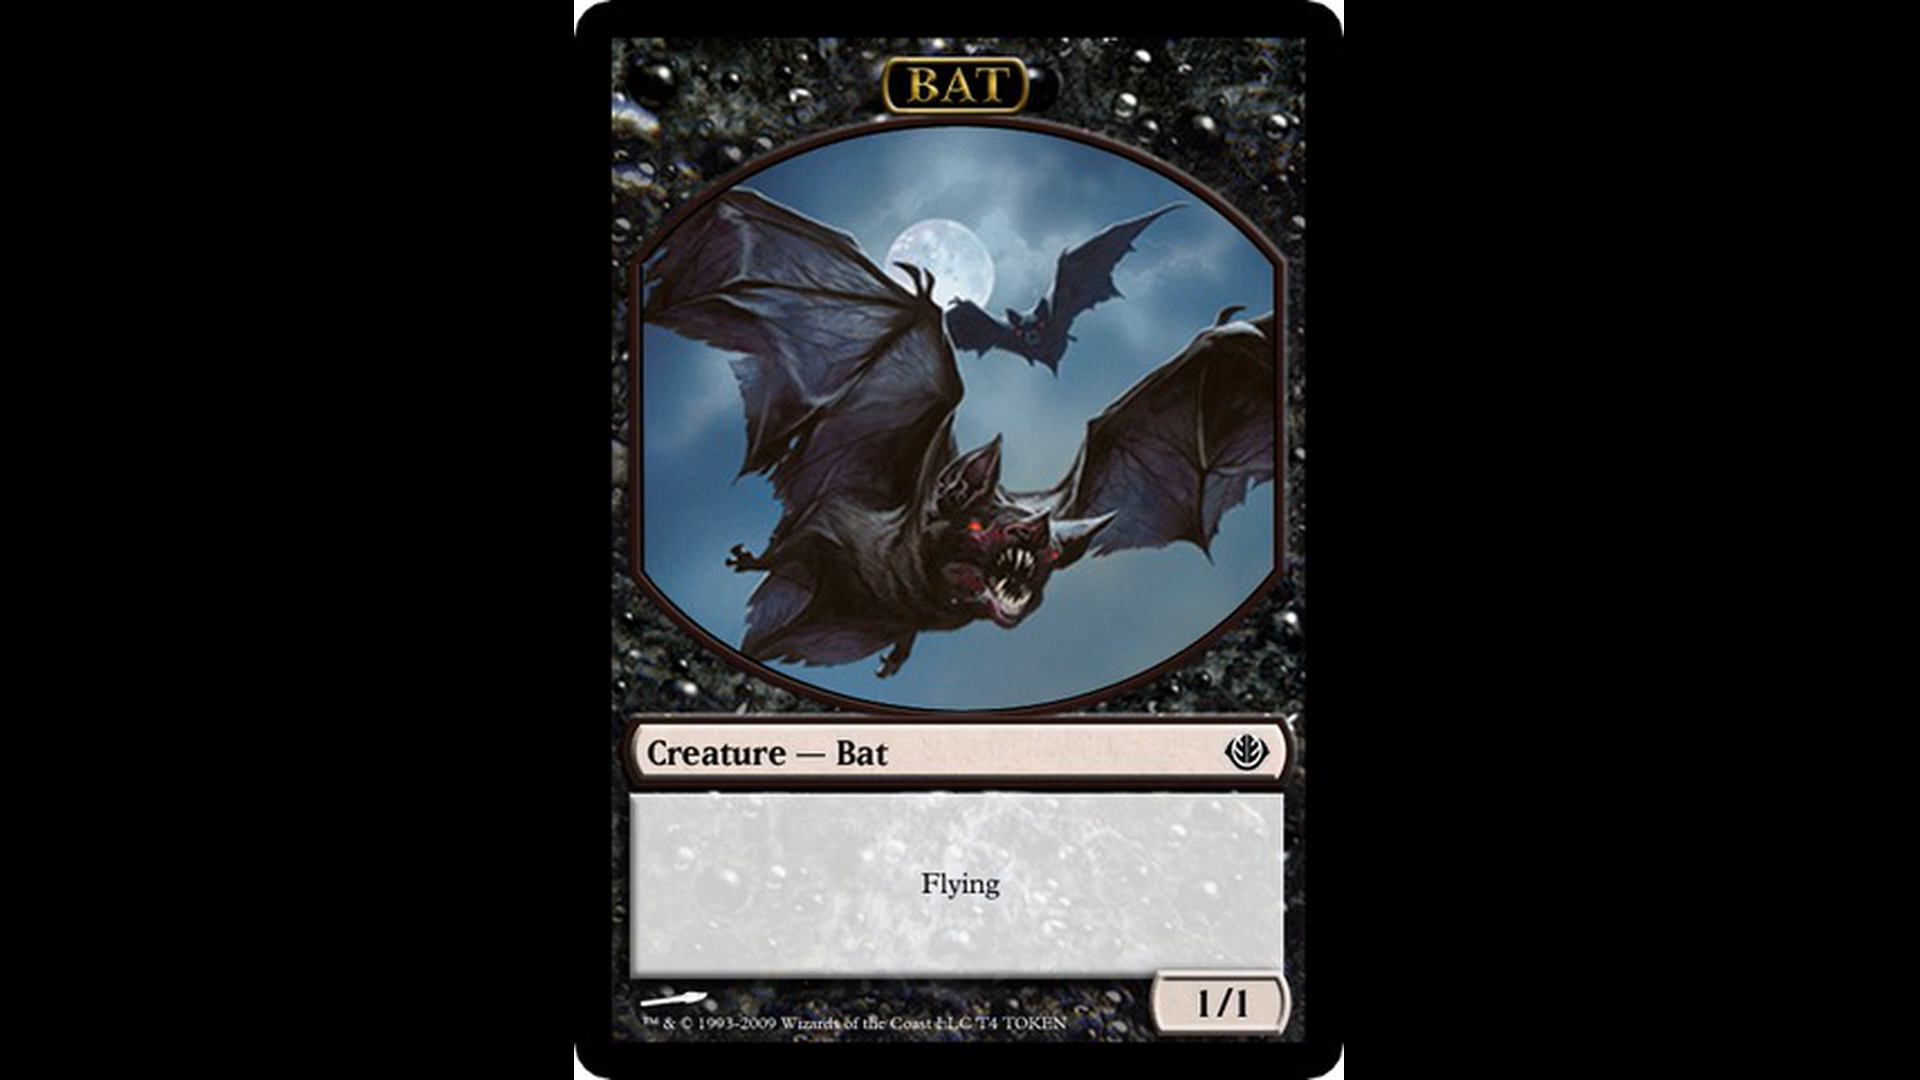 BAT
Creature — Bat
Flying
1/1
™ & © 1993-2009 Wizards of the Coast LLC T4 TOKEN